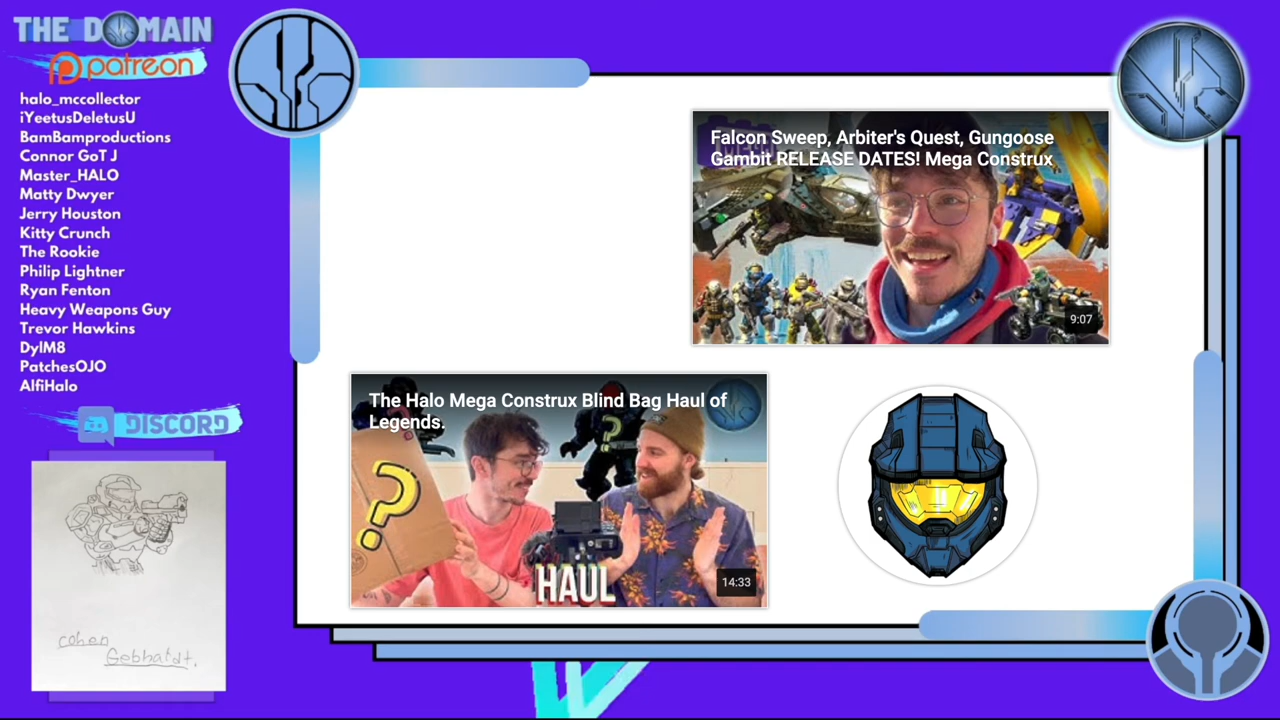 THE DOMAIN
patreon
halo_mccollector
iYeetusDeletusU
BamBamproductions
Connor GoT J
Master_HALO
Matty Dwyer
Jerry Houston
Kitty Crunch
The Rookie
Philip Lightner
Ryan Fenton
Heavy Weapons Guy
Trevor Hawkins
DylM8
PatchesOJO
AlfiHalo
DISCORD
cohen
Gebhardt.
Falcon Sweep, Arbiter's Quest, Gungoose
Gambit RELEASE DATES! Mega Construx
9:07
The Halo Mega Construx Blind Bag Haul of
Legends.
?
?
HAUL
14:33